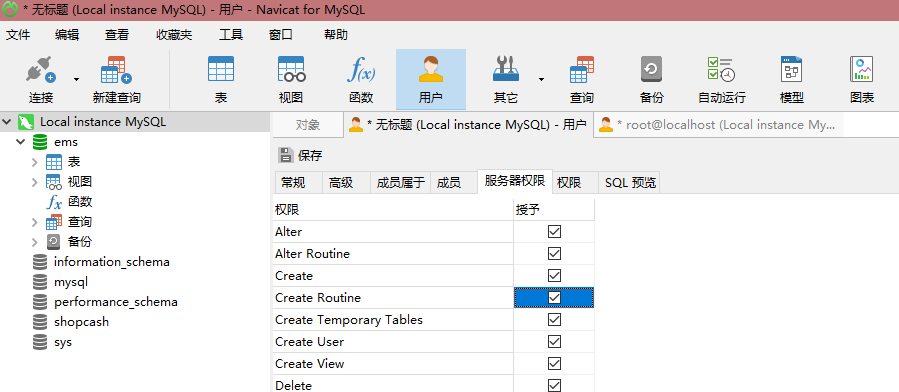 * 无标题 (Local instance MySQL) - 用户 - Navicat for MySQL
文件 编辑 查看 收藏夹 工具 窗口 帮助
f(x)
连接 新建查询 表 视图 函数 用户 其它 查询 备份 自动运行 模型 图表
Local instance MySQL
ems
表
视图
fx 函数
查询
备份
information_schema
mysql
performance_schema
shopcash
sys
对象 * 无标题 (Local instance MySQL) - 用户 * root@localhost (Local instance My...
保存
常规 高级 成员属于 成员 服务器权限 权限 SQL 预览
权限 授予
Alter
Alter Routine
Create
Create Routine
Create Temporary Tables
Create User
Create View
Delete